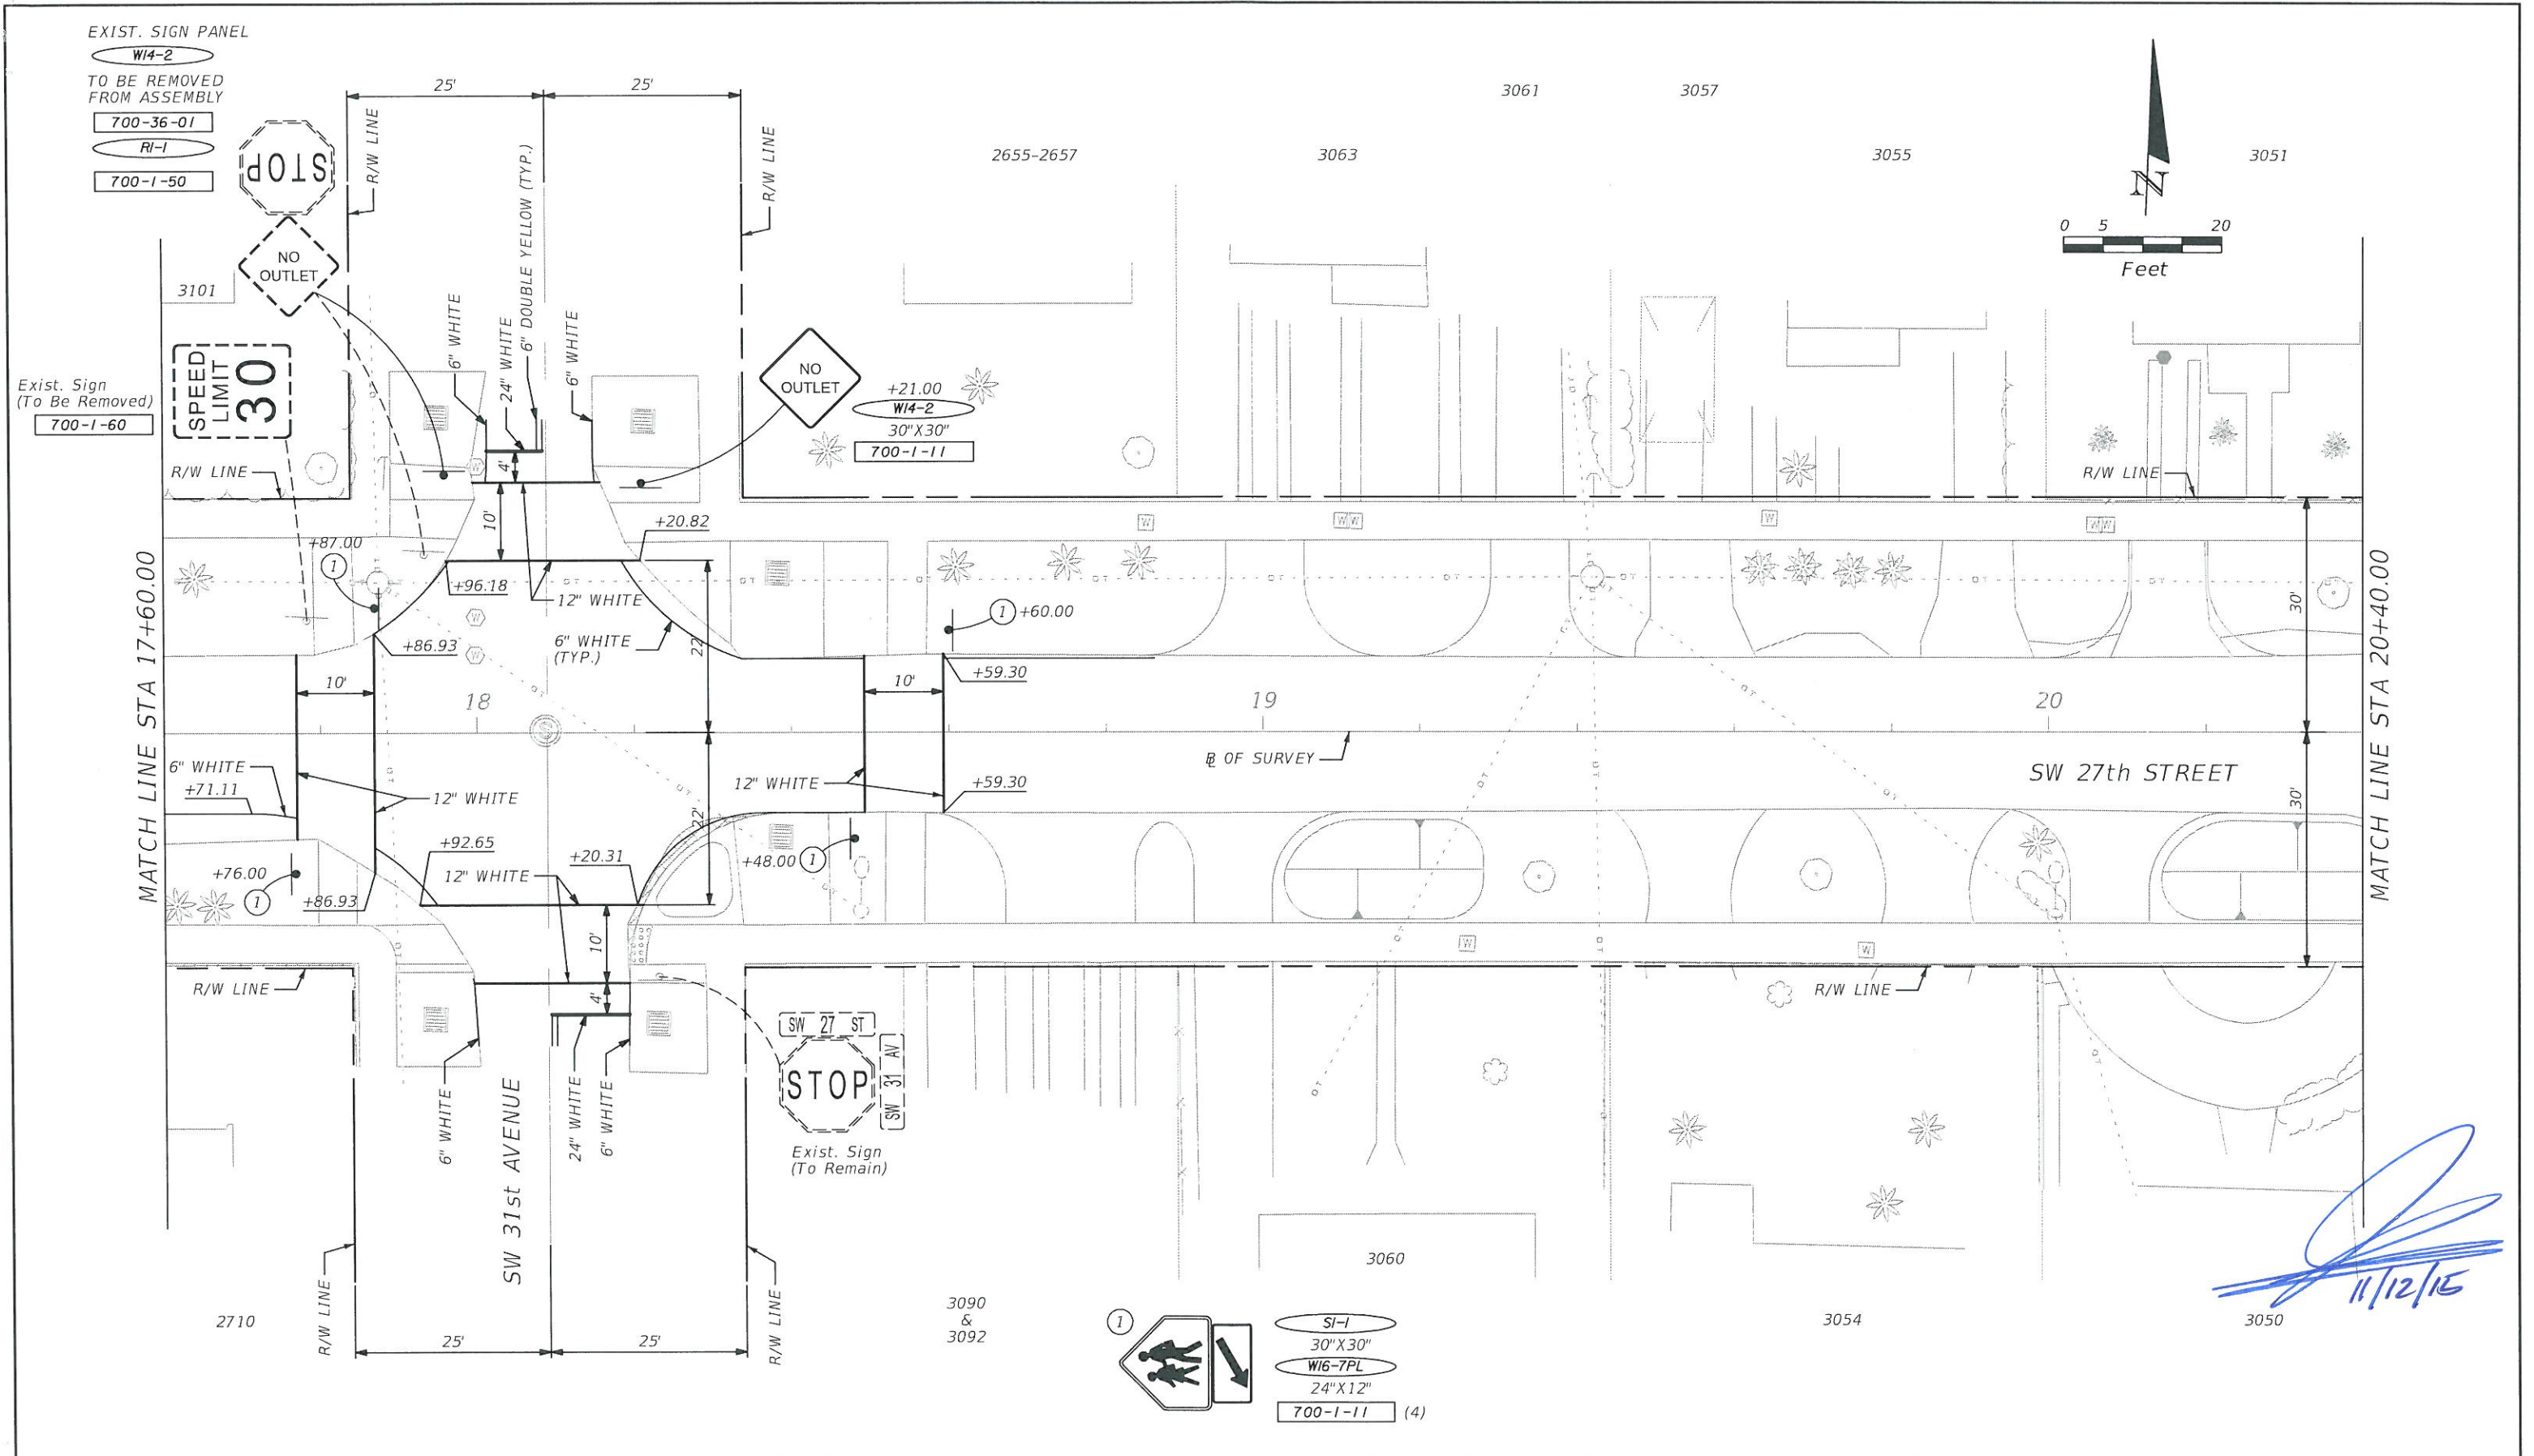 EXIST. SIGN PANEL
W14-2
TO BE REMOVED
FROM ASSEMBLY
700-36-01
R1-1
700-1-50
STOP
25'
25'
R/W LINE
R/W LINE
3061
3057
2655-2657
3063
3055
3051
N
0 5 20
Feet
NO
OUTLET
3101
SPEED
LIMIT
30
Exist. Sign
(To Be Removed)
700-1-60
R/W LINE
6" WHITE
24" WHITE
6" DOUBLE YELLOW (TYP.)
6" WHITE
4'
10'
NO
OUTLET
+21.00
W14-2
30"X30"
700-1-11
R/W LINE
W
W
W W
W
W W
+20.82
+87.00
1
+96.18
12" WHITE
W
W
6" WHITE
(TYP.)
+86.93
22'
1 +60.00
+59.30
10'
10'
30'
MATCH LINE STA 17+60.00
MATCH LINE STA 20+40.00
18
19
20
S
B OF SURVEY
SW 27th STREET
6" WHITE
+71.11
12" WHITE
12" WHITE
+59.30
22'
30'
+92.65
+20.31
12" WHITE
+48.00 1
+76.00
1
+86.93
10'
4'
W
W
R/W LINE
R/W LINE
6" WHITE
SW 31st AVENUE
24" WHITE
6" WHITE
SW 27 ST
STOP
SW 31 AV
Exist. Sign
(To Remain)
R/W LINE
R/W LINE
25'
25'
2710
3090
&
3092
3060
3054
3050
1
S1-1
30"X30"
W16-7PL
24"X12"
700-1-11 (4)
11/12/15